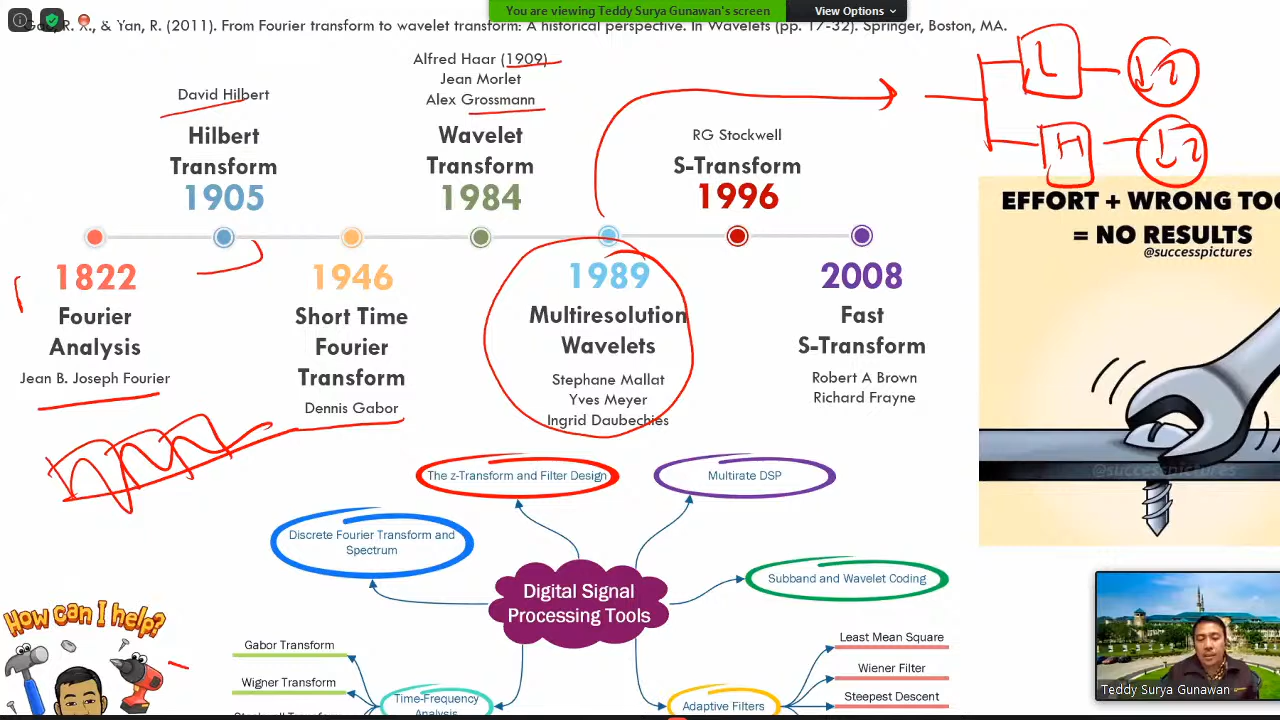 You are viewing Teddy Surya Gunawan's screen
View Options
R. X., & Yan, R. (2011). From Fourier transform to wavelet transform: A historical perspective. In Wavelets (pp. 17-32). Springer, Boston, MA.
David Hilbert
Hilbert
Transform
1905
Alfred Haar (1909)
Jean Morlet
Alex Grossmann
Wavelet
Transform
1984
RG Stockwell
S-Transform
1996
L
↓2
H
↓2
1822
Fourier
Analysis
Jean B. Joseph Fourier
1946
Short Time
Fourier
Transform
Dennis Gabor
1989
Multiresolution
Wavelets
Stephane Mallat
Yves Meyer
Ingrid Daubechies
2008
Fast
S-Transform
Robert A Brown
Richard Frayne
EFFORT + WRONG TOO
= NO RESULTS
@successpictures
@successpictures
The z-Transform and Filter Design
Multirate DSP
Discrete Fourier Transform and
Spectrum
Digital Signal
Processing Tools
Subband and Wavelet Coding
How can I help?
Gabor Transform
Wigner Transform
Time-Frequency
Analysis
Adaptive Filters
Least Mean Square
Wiener Filter
Steepest Descent
Teddy Surya Gunawan